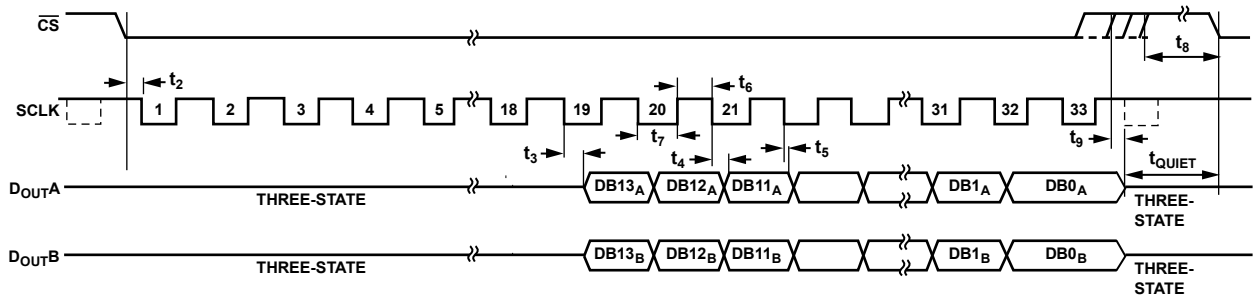 CS
t8
t2
t6
SCLK
1 2 3 4 5 18 19 20 21 31 32 33
t3
t7
t4
t5
t9
tQUIET
DOUTA
THREE-STATE
DB13A DB12A DB11A DB1A DB0A
THREE-
STATE
DOUTB
THREE-STATE
DB13B DB12B DB11B DB1B DB0B
THREE-
STATE